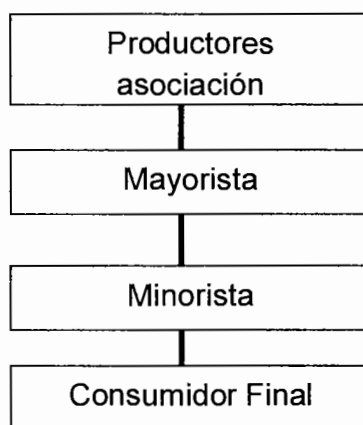 Productores
asociación
Mayorista
Minorista
Consumidor Final